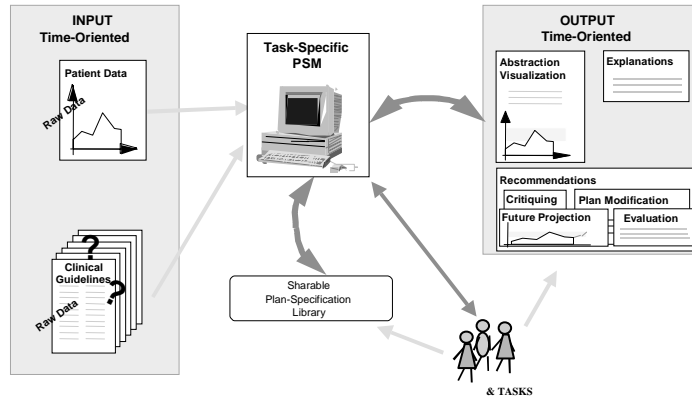 INPUT
Time-Oriented
Patient Data
Raw Data
?
Clinical
Guidelines
?
Raw Data
Task-Specific
PSM
Sharable
Plan-Specification
Library
& TASKS
OUTPUT
Time-Oriented
Abstraction
Visualization
Explanations
Recommendations
Critiquing
Plan Modification
Future Projection
Evaluation